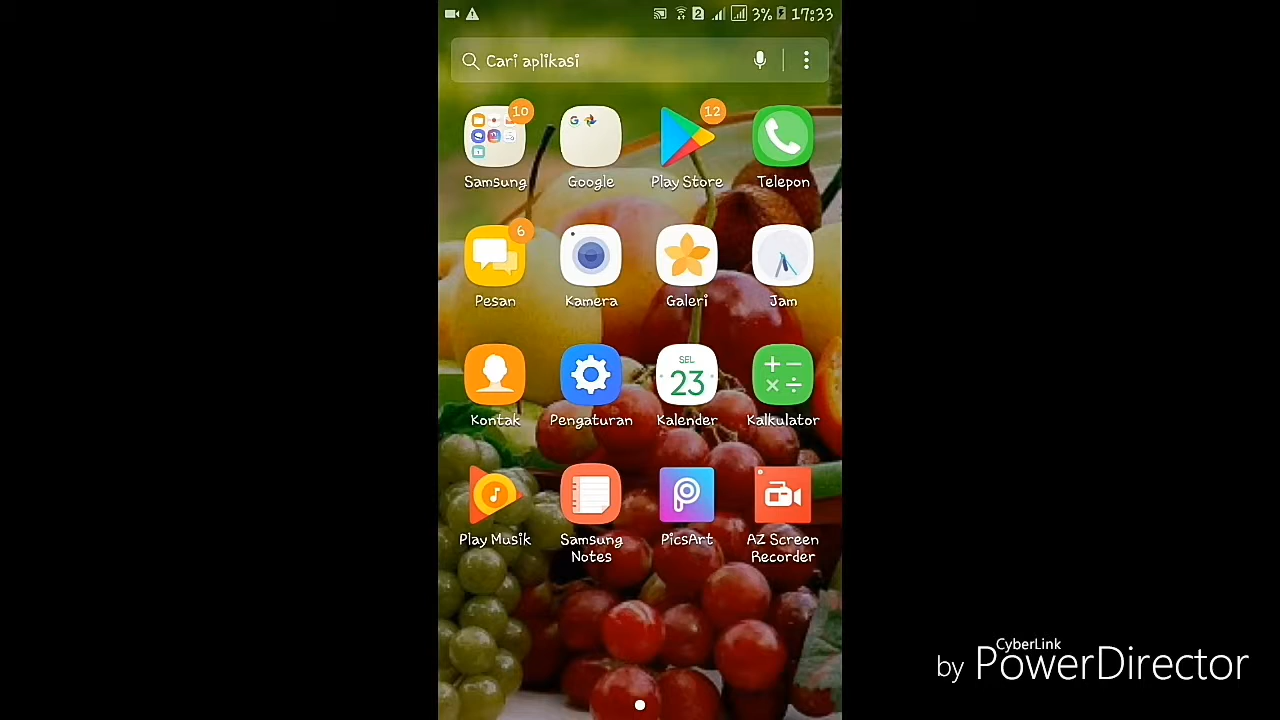 2 3% 17:33
Cari aplikasi
10 12
Samsung Google Play Store Telepon
6
Pesan Kamera Galeri Jam
SEL
23
Kontak Pengaturan Kalender Kalkulator
Play Musik Samsung Notes PicsArt AZ Screen Recorder
CyberLink
by PowerDirector